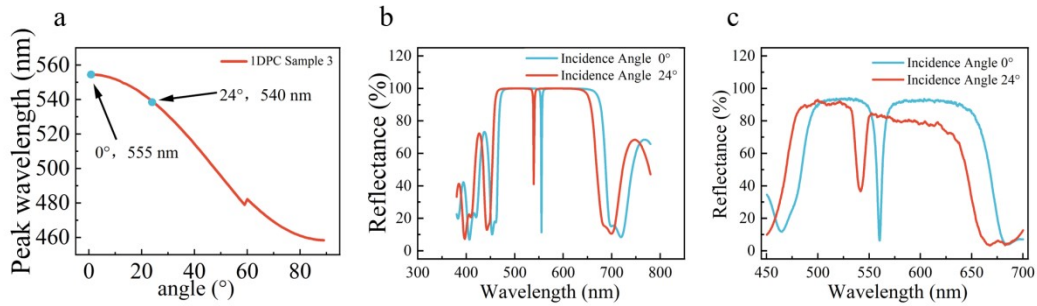 a
Peak wavelength (nm)
560
540
520
500
480
460
1DPC Sample 3
24°, 540 nm
0°, 555 nm
0 20 40 60 80
angle (°)
b
Reflectance (%)
120
100
80
60
40
20
0
Incidence Angle 0°
Incidence Angle 24°
300 400 500 600 700 800
Wavelength (nm)
c
Reflectance (%)
120
100
80
60
40
20
0
Incidence Angle 0°
Incidence Angle 24°
450 500 550 600 650 700
Wavelength (nm)